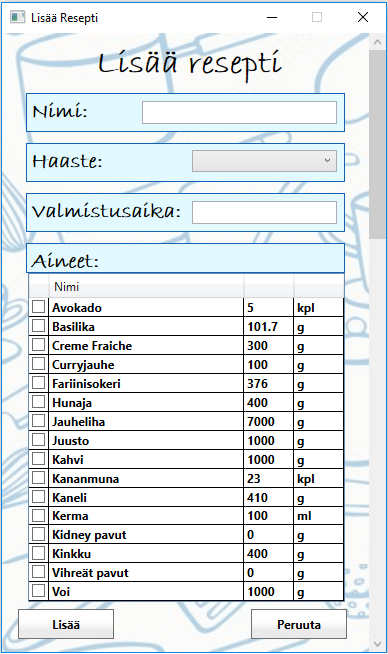 Lisää Resepti
Lisää resepti
Nimi:
Haaste:
Valmistusaika:
Aineet:
Nimi
Avokado 5 kpl
Basilika 101.7 g
Creme Fraiche 300 g
Curryjauhe 100 g
Fariinisokeri 376 g
Hunaja 400 g
Jauheliha 7000 g
Juusto 1000 g
Kahvi 1000 g
Kananmuna 23 kpl
Kaneli 410 g
Kerma 100 ml
Kidney pavut 0 g
Kinkku 400 g
Vihreät pavut 0 g
Voi 1000 g
Lisää Peruuta